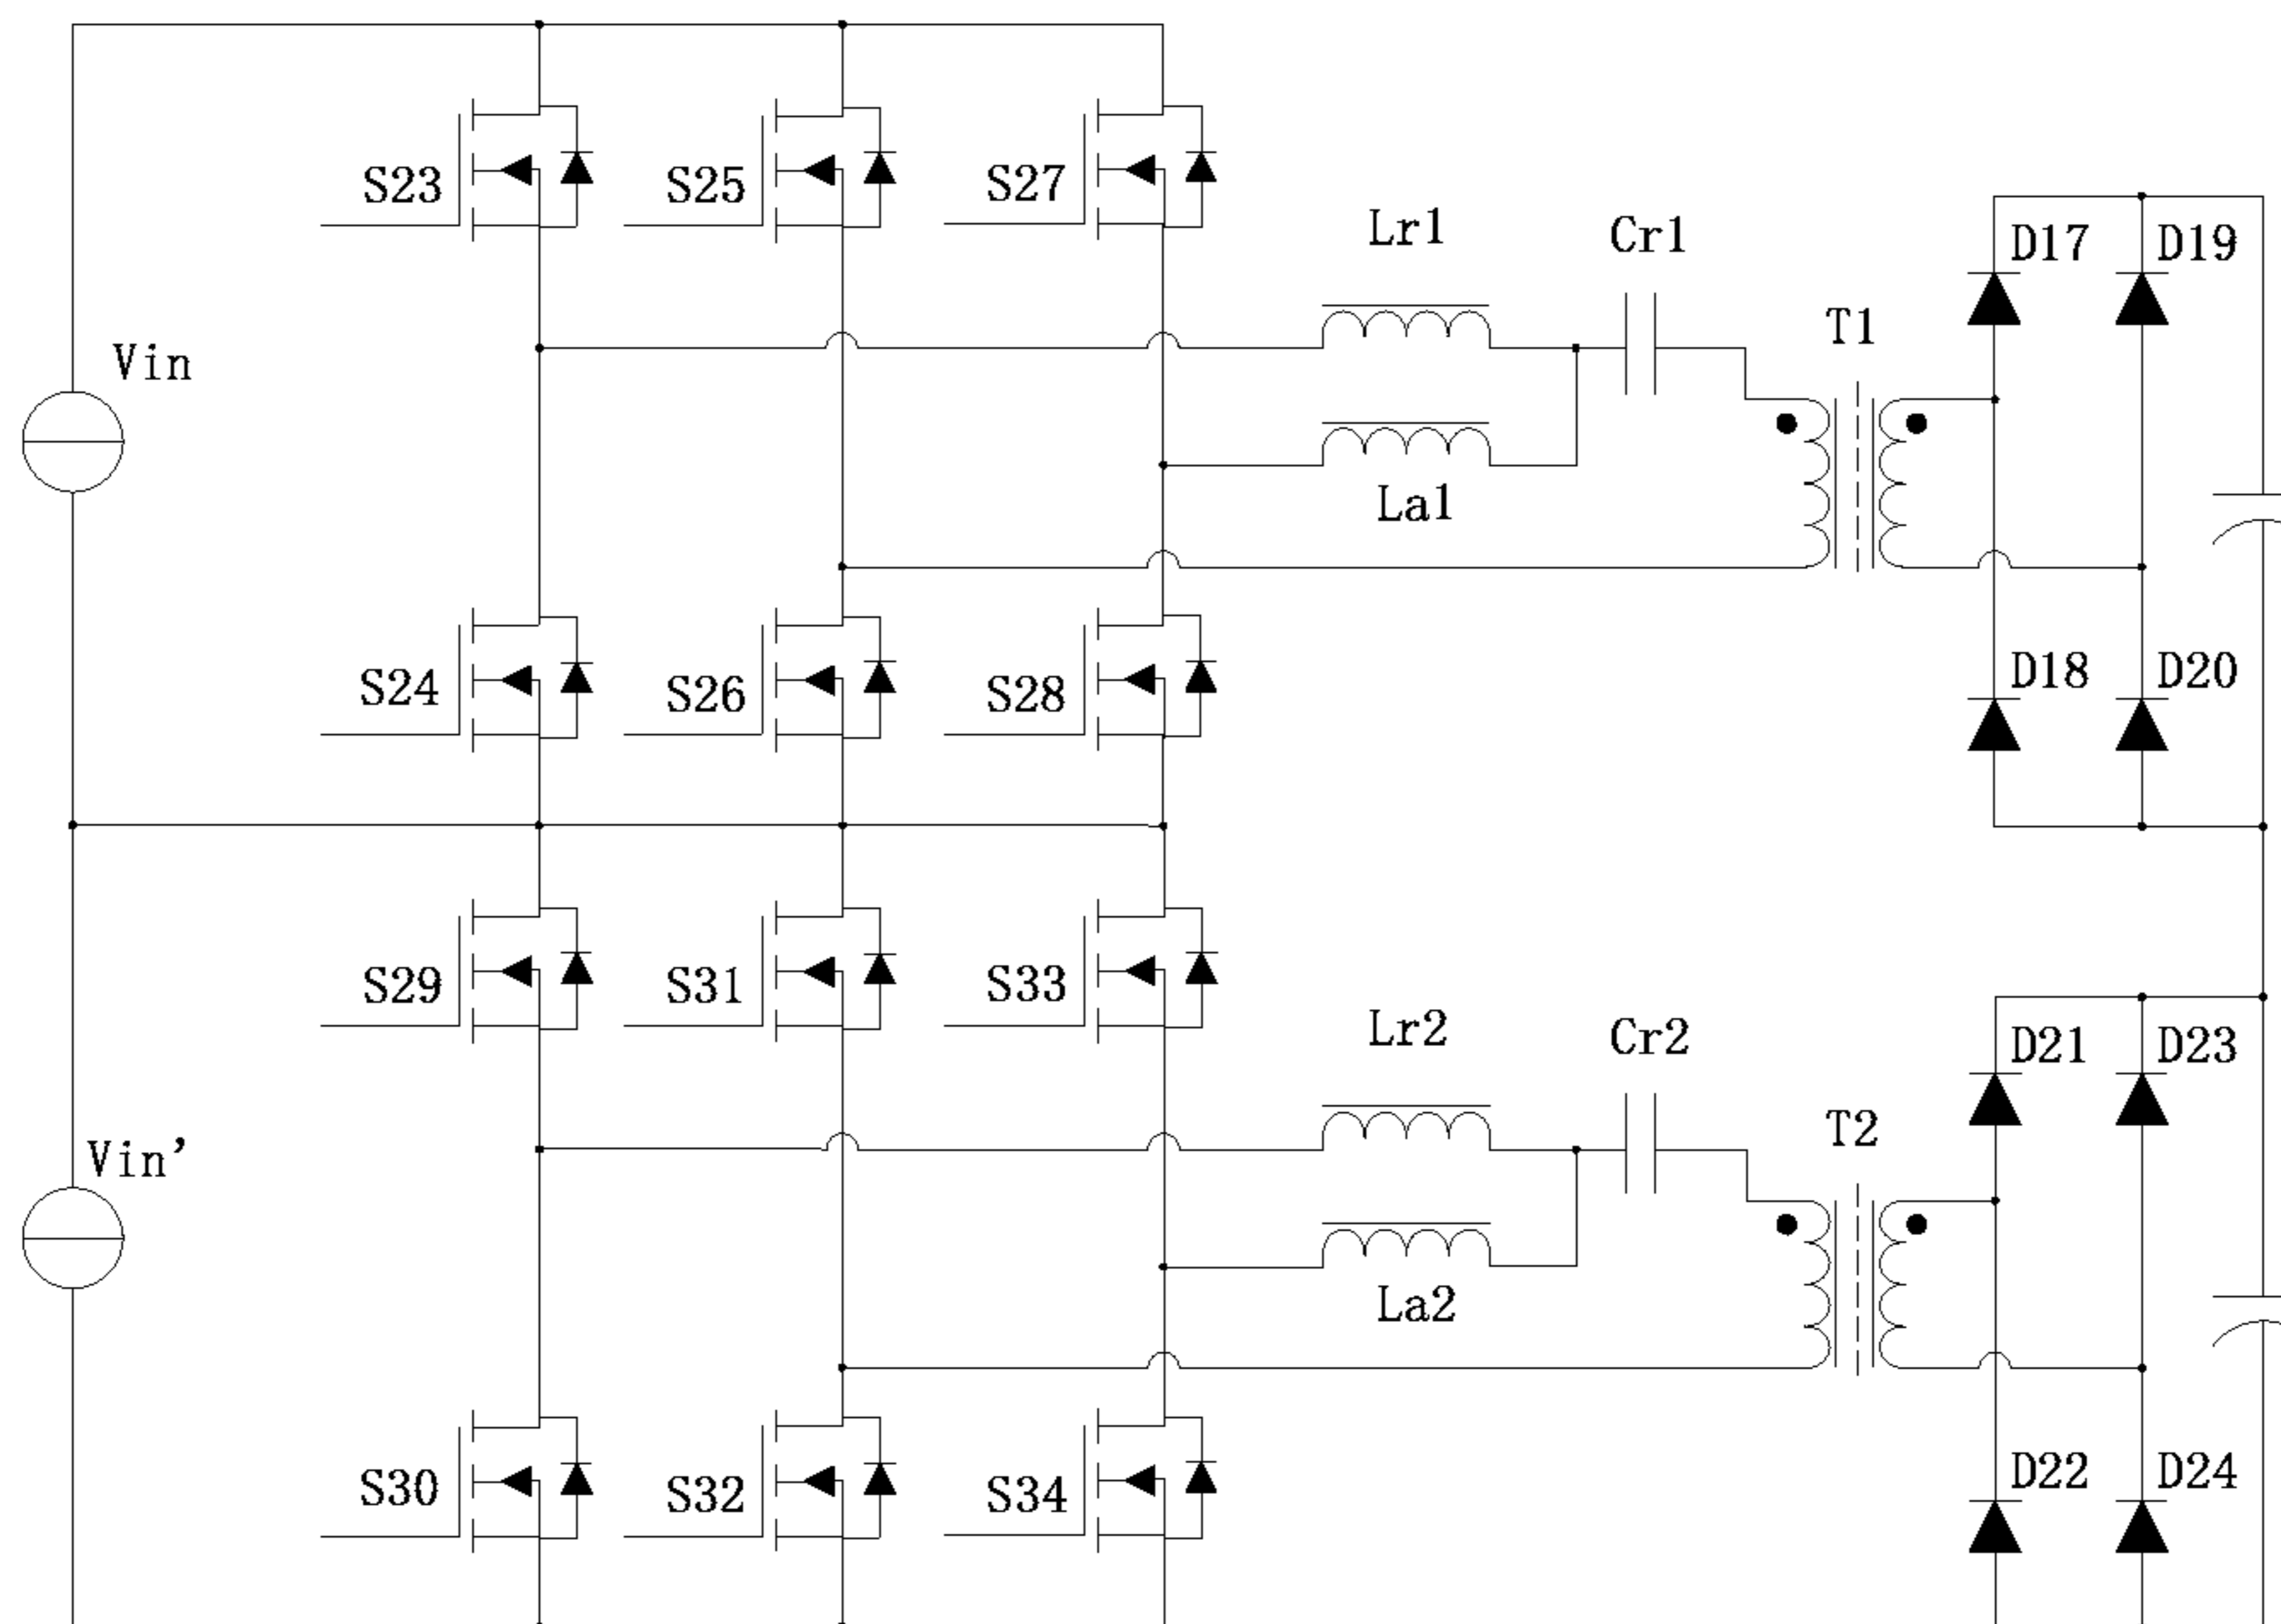 S23
S25
S27
Lr1
Cr1
D17
D19
Vin
T1
La1
S24
S26
S28
D18
D20
S29
S31
S33
Lr2
Cr2
D21
D23
Vin'
T2
La2
S30
S32
S34
D22
D24